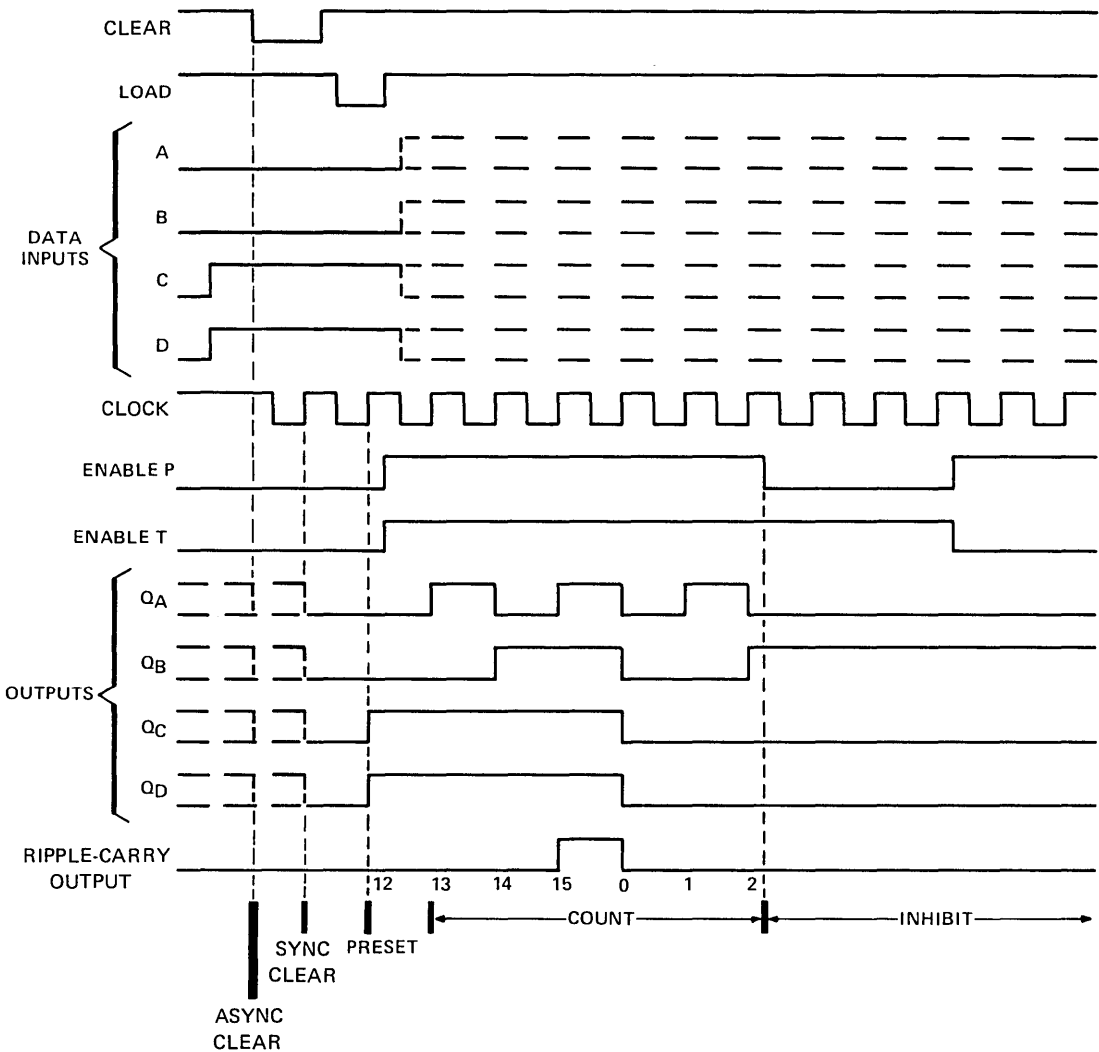 CLEAR
LOAD
A
B
DATA
INPUTS
C
D
CLOCK
ENABLE P
ENABLE T
QA
QB
OUTPUTS
QC
QD
RIPPLE-CARRY
OUTPUT
12 13 14 15 0 1 2
COUNT INHIBIT
SYNC PRESET
CLEAR
ASYNC
CLEAR